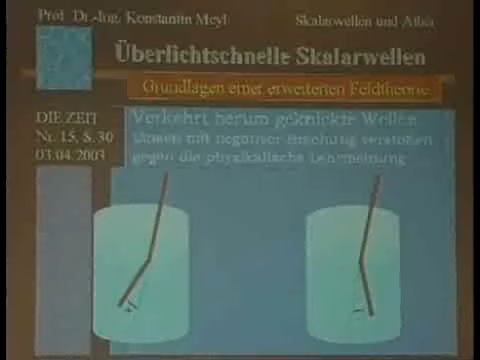 Prof. Dr.-Ing. Konstantin Meyl
Skalarwellen und Äther
Überlichtschnelle Skalarwellen
Grundlagen einer erweiterten Feldtheorie
DIE ZEIT
Nr. 15, S. 30
03.04.2003
Verkehrt herum geknickte Wellen
Linsen mit negativer Brechung verstoßen
gegen die physikalische Lehrmeinung